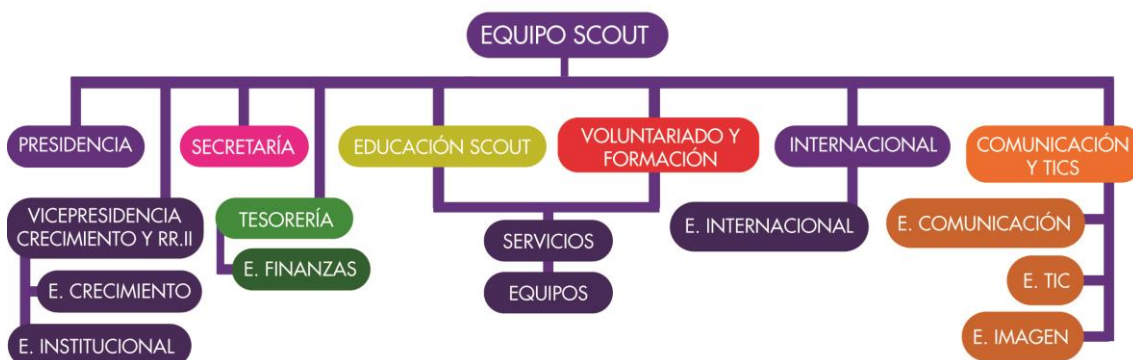 EQUIPO SCOUT
PRESIDENCIA
SECRETARÍA
EDUCACIÓN SCOUT
VOLUNTARIADO Y
FORMACIÓN
INTERNACIONAL
COMUNICACIÓN
Y TICS
VICEPRESIDENCIA
CRECIMIENTO Y RR.II
TESORERÍA
SERVICIOS
E. INTERNACIONAL
E. COMUNICACIÓN
E. CRECIMIENTO
E. FINANZAS
EQUIPOS
E. TIC
E. INSTITUCIONAL
E. IMAGEN